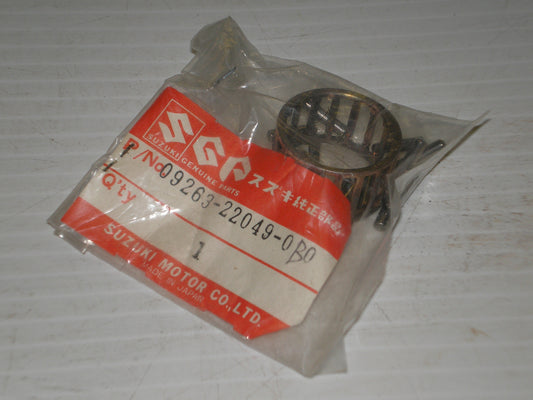 SGP
SUZUKI GENUINE PARTS
スズキ純正部品
P/No. 09263-22049-0B0
Q'ty 1
SUZUKI MOTOR CO., LTD.
MADE IN JAPAN